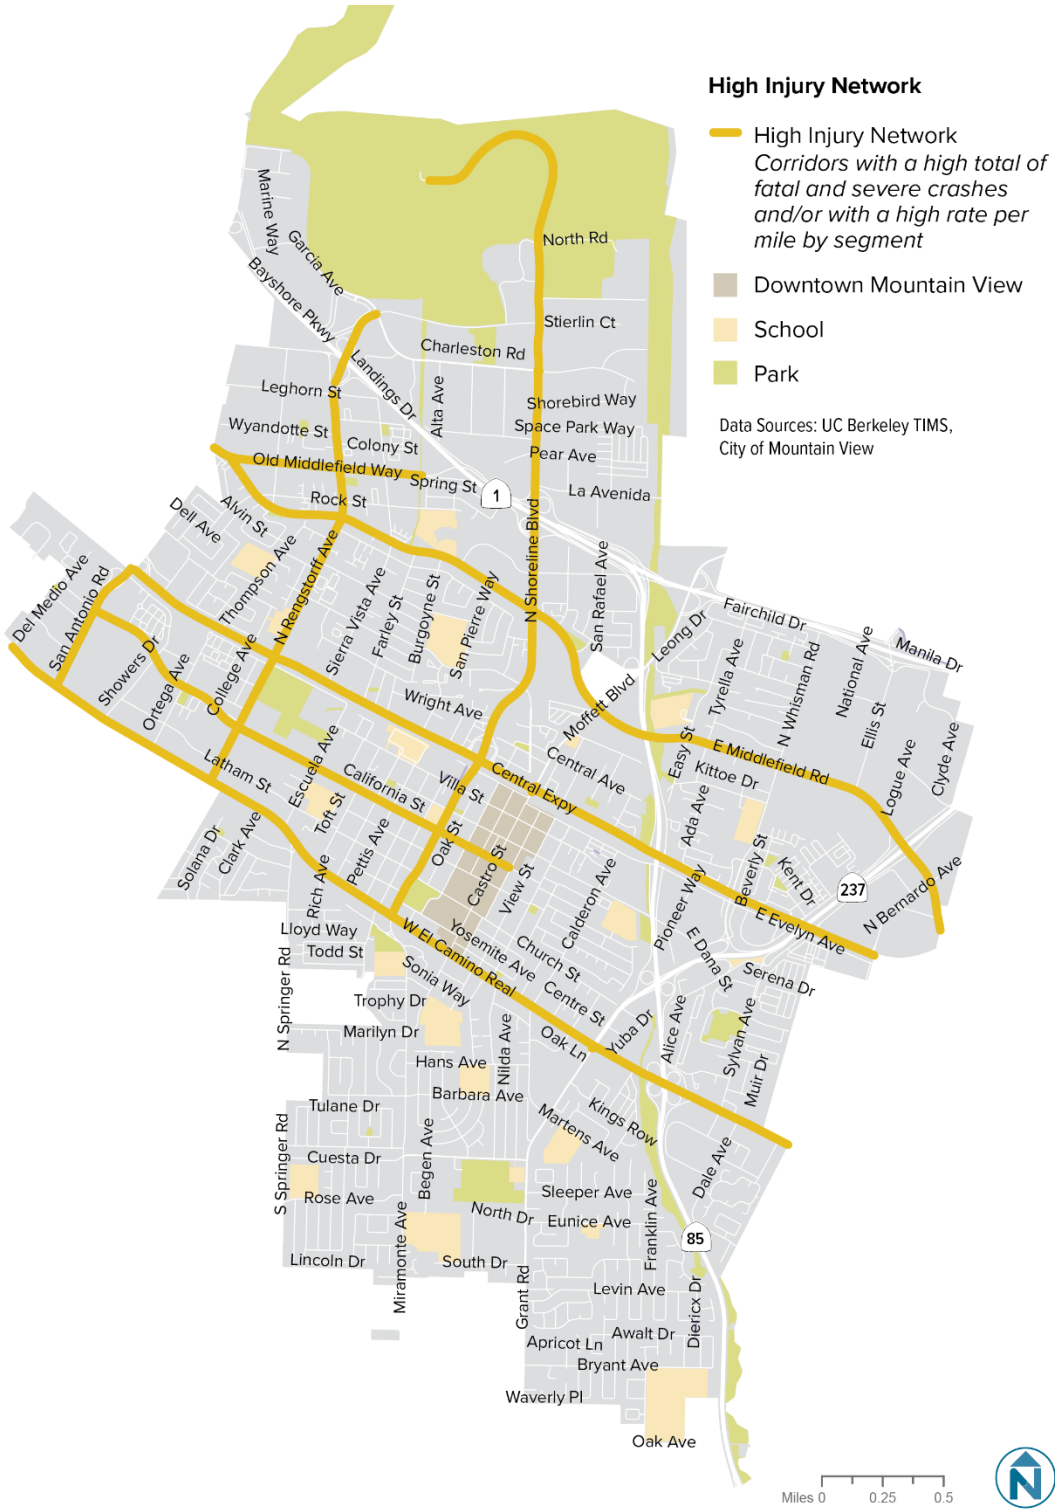 High Injury Network
High Injury Network
Corridors with a high total of
fatal and severe crashes
and/or with a high rate per
mile by segment
Downtown Mountain View
School
Park
Data Sources: UC Berkeley TIMS,
City of Mountain View
Marine Way
Garcia Ave
Bayshore Pkwy
North Rd
Stierlin Ct
Charleston Rd
Landings Dr
Alta Ave
Leghorn St
Shorebird Way
Wyandotte St
Space Park Way
Colony St
Pear Ave
Old Middlefield Way
Spring St
La Avenida
1
Rock St
Alvin St
Dell Ave
N Shoreline Blvd
Thompson Ave
N Rengstorff Ave
Del Medio Ave
San Antonio Rd
Sierra Vista Ave
Farley St
Burgoyne St
San Pierre Way
San Rafael Ave
Leong Dr
Fairchild Dr
Manila Dr
Showers Dr
Ortega Ave
College Ave
Wright Ave
Moffett Blvd
Tyrella Ave
N Whisman Rd
National Ave
Ellis St
Logue Ave
Clyde Ave
Easy St
E Middlefield Rd
Kittoe Dr
Latham St
Escuela Ave
Toft St
California St
Villa St
Central Expy
Central Ave
Ada Ave
Solana Dr
Clark Ave
Rich Ave
Pettis Ave
Oak St
Castro St
View St
Calderon Ave
Pioneer Way
Beverly St
Kent Dr
237
N Bernardo Ave
E Evelyn Ave
Lloyd Way
Todd St
W El Camino Real
Yosemite Ave
Church St
Centre St
E Dana St
Serena Dr
N Springer Rd
Sonia Way
Trophy Dr
Marilyn Dr
Oak Ln
Yuba Dr
Alice Ave
Sylvan Ave
Muir Dr
Hans Ave
Nilda Ave
Barbara Ave
Tulane Dr
Martens Ave
Kings Row
Dale Ave
S Springer Rd
Cuesta Dr
Begen Ave
Rose Ave
Sleeper Ave
North Dr
Eunice Ave
Franklin Ave
85
Miramonte Ave
Lincoln Dr
South Dr
Grant Rd
Levin Ave
Diericx Dr
Awalt Dr
Apricot Ln
Bryant Ave
Waverly Pl
Oak Ave
N
Miles 0 0.25 0.5